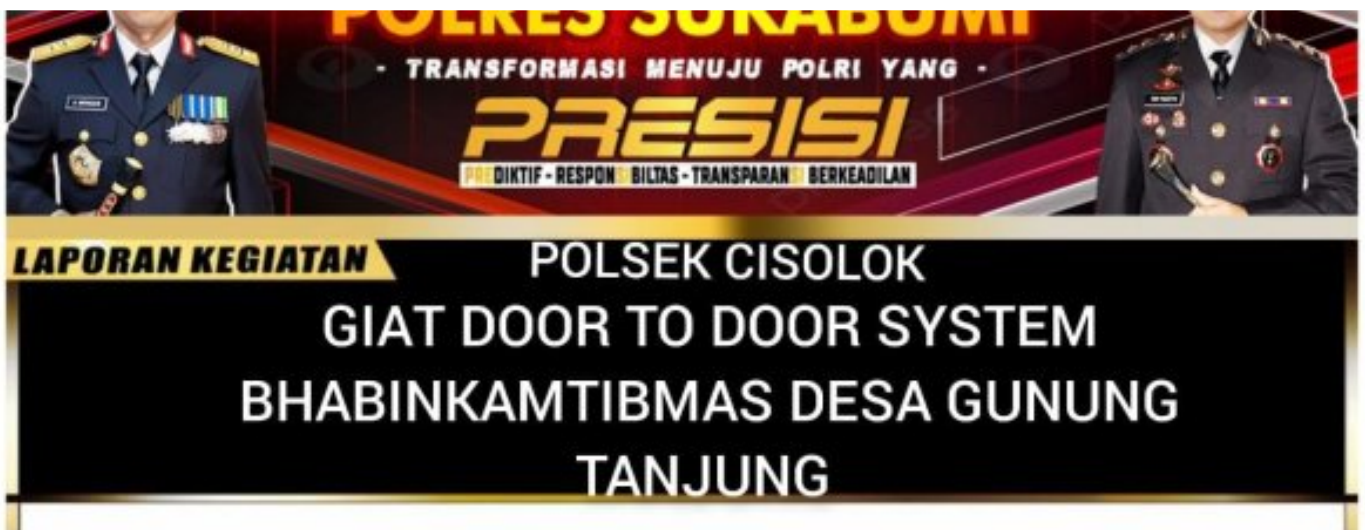 POLRES SUKABUMI
- TRANSFORMASI MENUJU POLRI YANG -
PRESISI
PREDIKTIF - RESPONSIBILTAS - TRANSPARANSI BERKEADILAN
LAPORAN KEGIATAN
POLSEK CISOLOK
GIAT DOOR TO DOOR SYSTEM
BHABINKAMTIBMAS DESA GUNUNG
TANJUNG